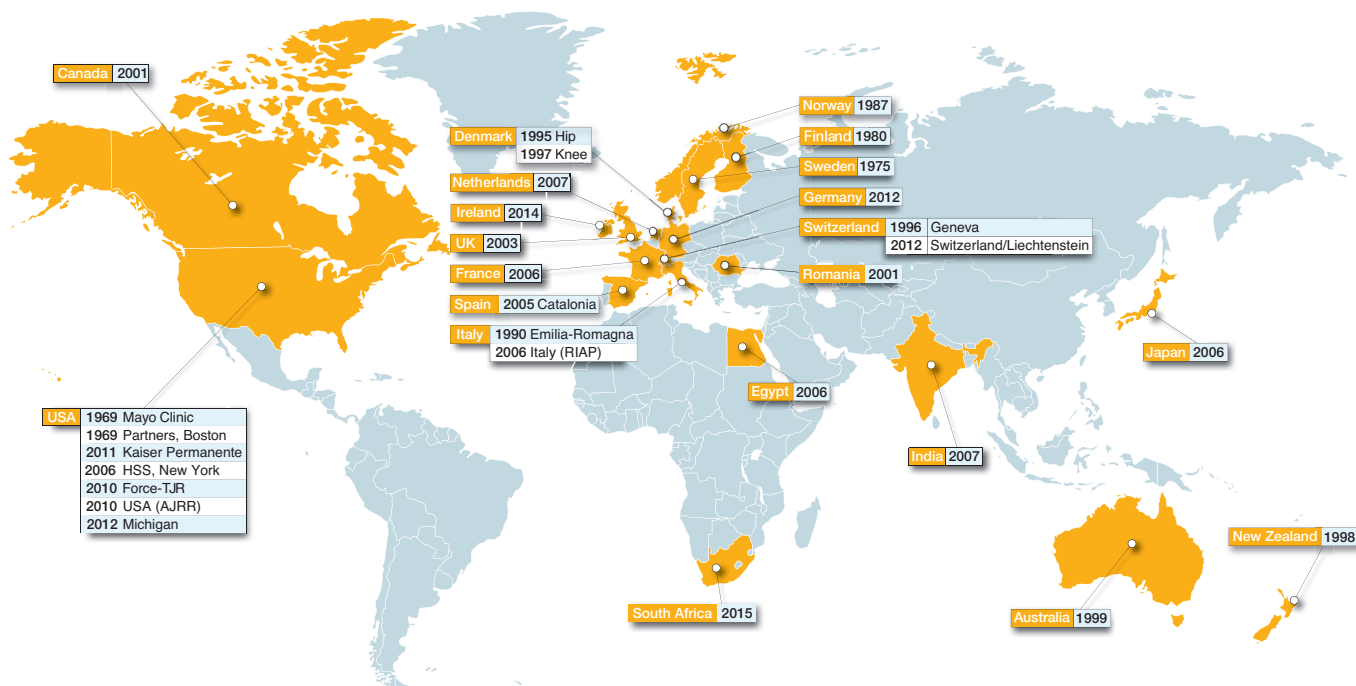 Canada 2001
USA 1969 Mayo Clinic
1969 Partners, Boston
2011 Kaiser Permanente
2006 HSS, New York
2010 Force-TJR
2010 USA (AJRR)
2012 Michigan
Denmark 1995 Hip
1997 Knee
Netherlands 2007
Ireland 2014
UK 2003
France 2006
Spain 2005 Catalonia
Italy 1990 Emilia-Romagna
2006 Italy (RIAP)
Norway 1987
Finland 1980
Sweden 1975
Germany 2012
Switzerland 1996 Geneva
2012 Switzerland/Liechtenstein
Romania 2001
Egypt 2006
South Africa 2015
India 2007
Japan 2006
Australia 1999
New Zealand 1998